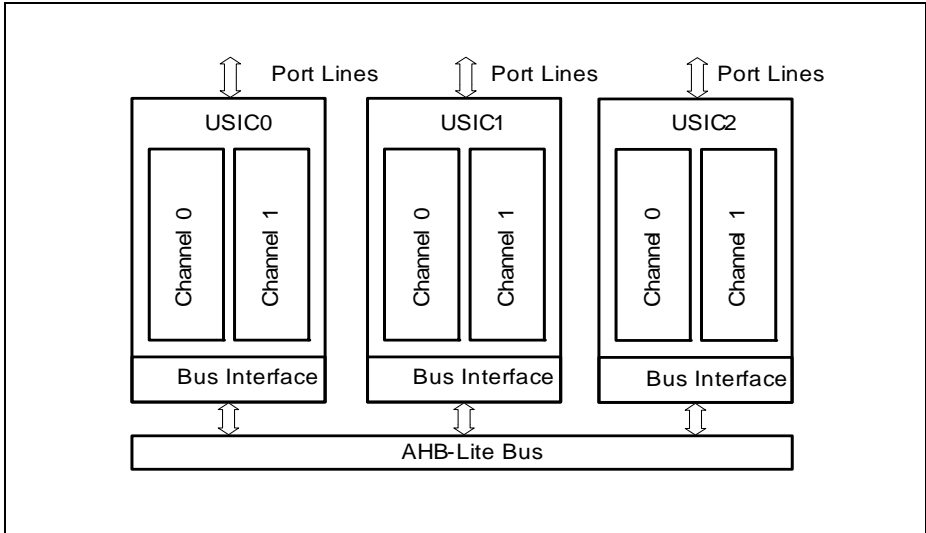 Port Lines Port Lines Port Lines
USIC0 USIC1 USIC2
Channel 0 Channel 1 Channel 0 Channel 1 Channel 0 Channel 1
Bus Interface Bus Interface Bus Interface
AHB-Lite Bus